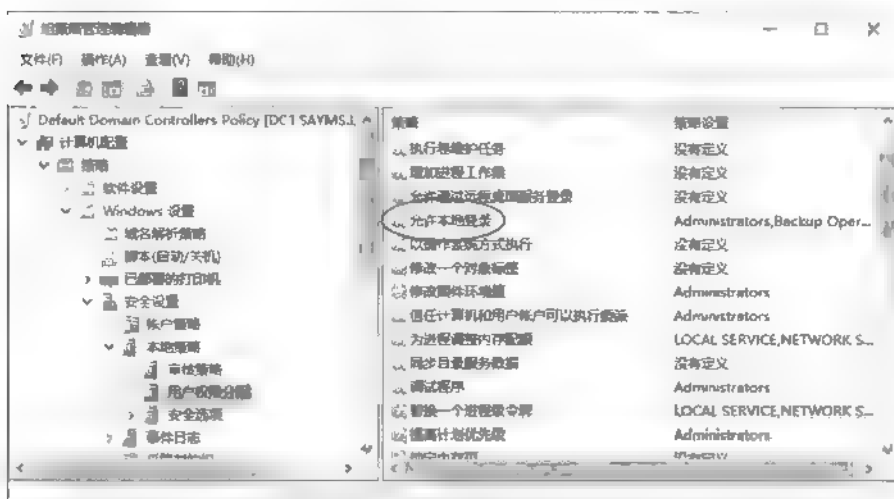 组策略管理编辑器
文件(F) 操作(A) 查看(V) 帮助(H)
Default Domain Controllers Policy [DC1 SAYMS.L
计算机配置
策略
软件设置
Windows 设置
域名解析策略
脚本(启动/关机)
已部署的打印机
安全设置
帐户策略
本地策略
审核策略
用户权限分配
安全选项
事件日志
策略 策略设置
执行卷维护任务 没有定义
增加进程工作集 没有定义
允许通过远程桌面服务登录 没有定义
允许本地登录 Administrators,Backup Oper...
以操作系统方式执行 没有定义
修改一个对象标签 没有定义
修改固件环境值 Administrators
信任计算机和用户帐户可以执行委派 Administrators
为进程调整内存配额 LOCAL SERVICE,NETWORK S...
同步目录服务数据 没有定义
调试程序 Administrators
替换一个进程级令牌 LOCAL SERVICE,NETWORK S...
提高计划优先级 Administrators